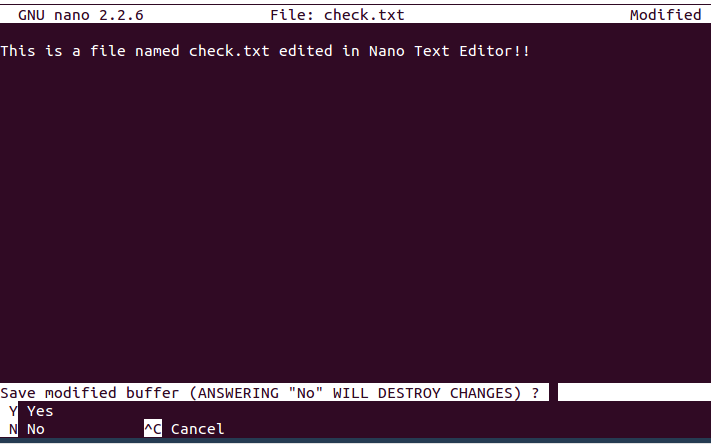 GNU nano 2.2.6 File: check.txt Modified
This is a file named check.txt edited in Nano Text Editor!!
Save modified buffer (ANSWERING "No" WILL DESTROY CHANGES) ?
Y Yes
N No ^C Cancel